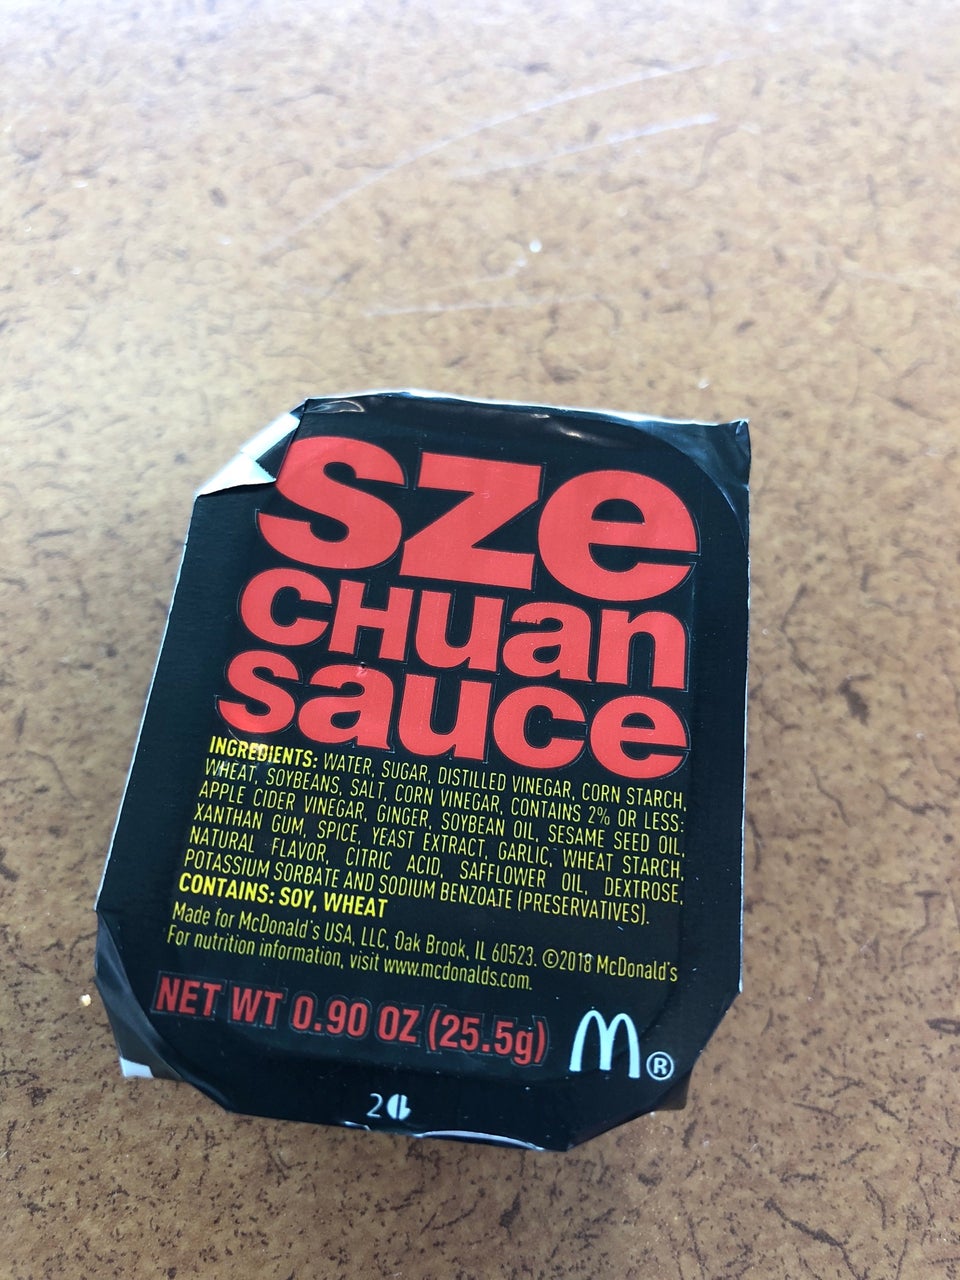 sze
CHuan
sauce
INGREDIENTS: WATER, SUGAR, DISTILLED VINEGAR, CORN STARCH,
WHEAT, SOYBEANS, SALT, CORN VINEGAR, CONTAINS 2% OR LESS:
APPLE CIDER VINEGAR, GINGER, SOYBEAN OIL, SESAME SEED OIL,
XANTHAN GUM, SPICE, YEAST EXTRACT, GARLIC, WHEAT STARCH,
NATURAL FLAVOR, CITRIC ACID, SAFFLOWER OIL, DEXTROSE,
POTASSIUM SORBATE AND SODIUM BENZOATE (PRESERVATIVES).
CONTAINS: SOY, WHEAT
Made for McDonald's USA, LLC, Oak Brook, IL 60523. ©2018 McDonald's
For nutrition information, visit www.mcdonalds.com.
NET WT 0.90 OZ (25.5g)
M®
2